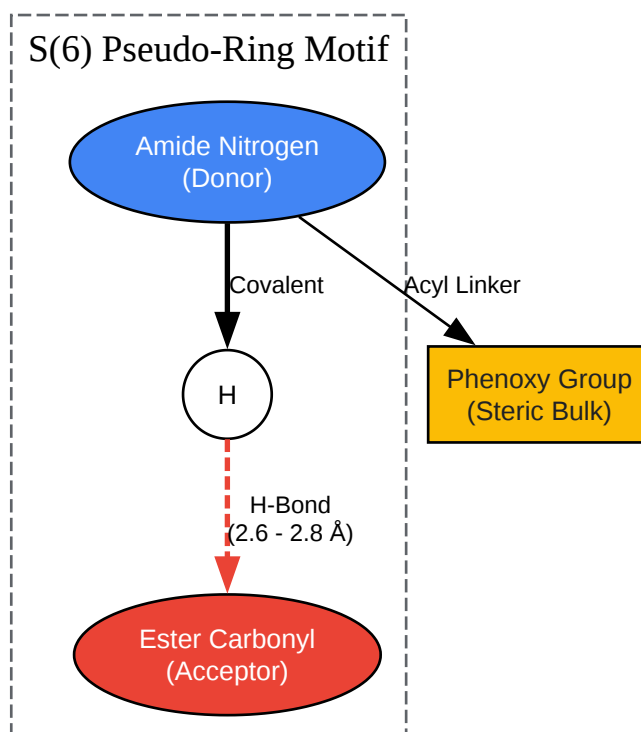 S(6) Pseudo-Ring Motif
Amide Nitrogen
(Donor)
Covalent
Acyl Linker
H
Phenoxy Group
(Steric Bulk)
H-Bond
(2.6 - 2.8 Å)
Ester Carbonyl
(Acceptor)